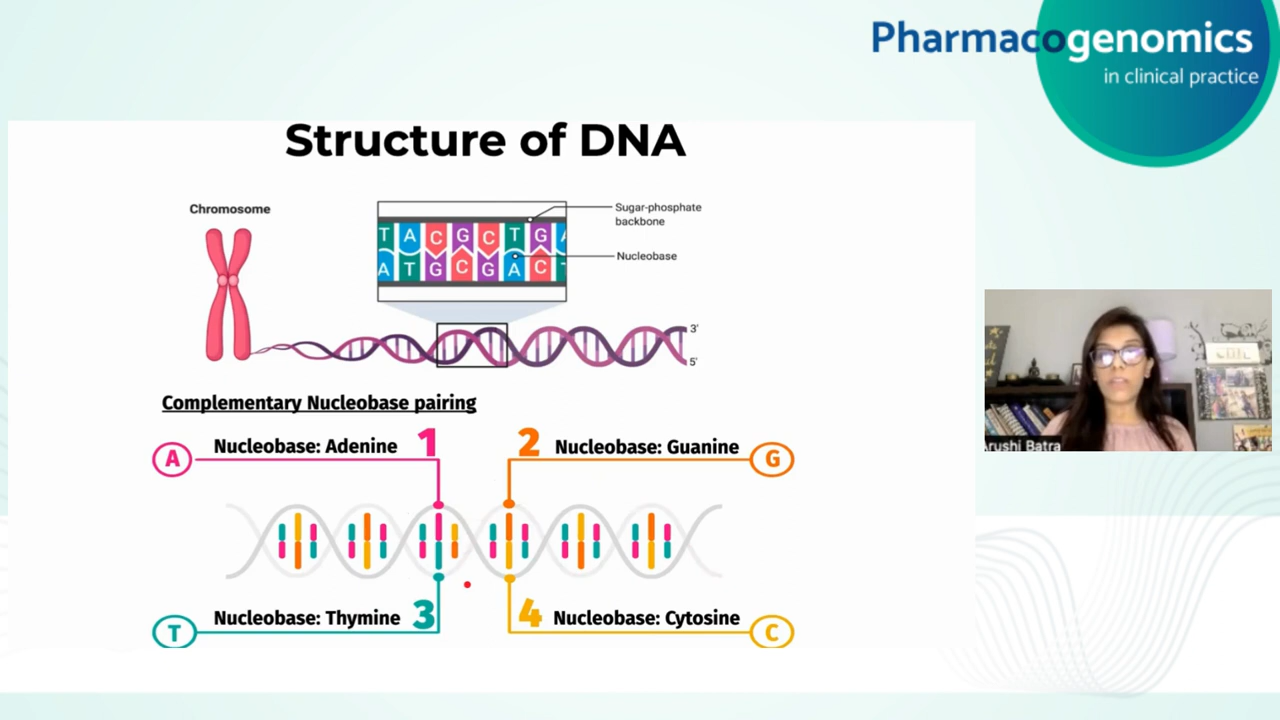 Pharmacogenomics
in clinical practice
Structure of DNA
Chromosome
Sugar-phosphate
backbone
T A C G C T G A
Nucleobase
A T G C G A C T
3'
5'
Complementary Nucleobase pairing
A Nucleobase: Adenine 1
2 Nucleobase: Guanine G
T Nucleobase: Thymine 3
4 Nucleobase: Cytosine C
Arushi Batra